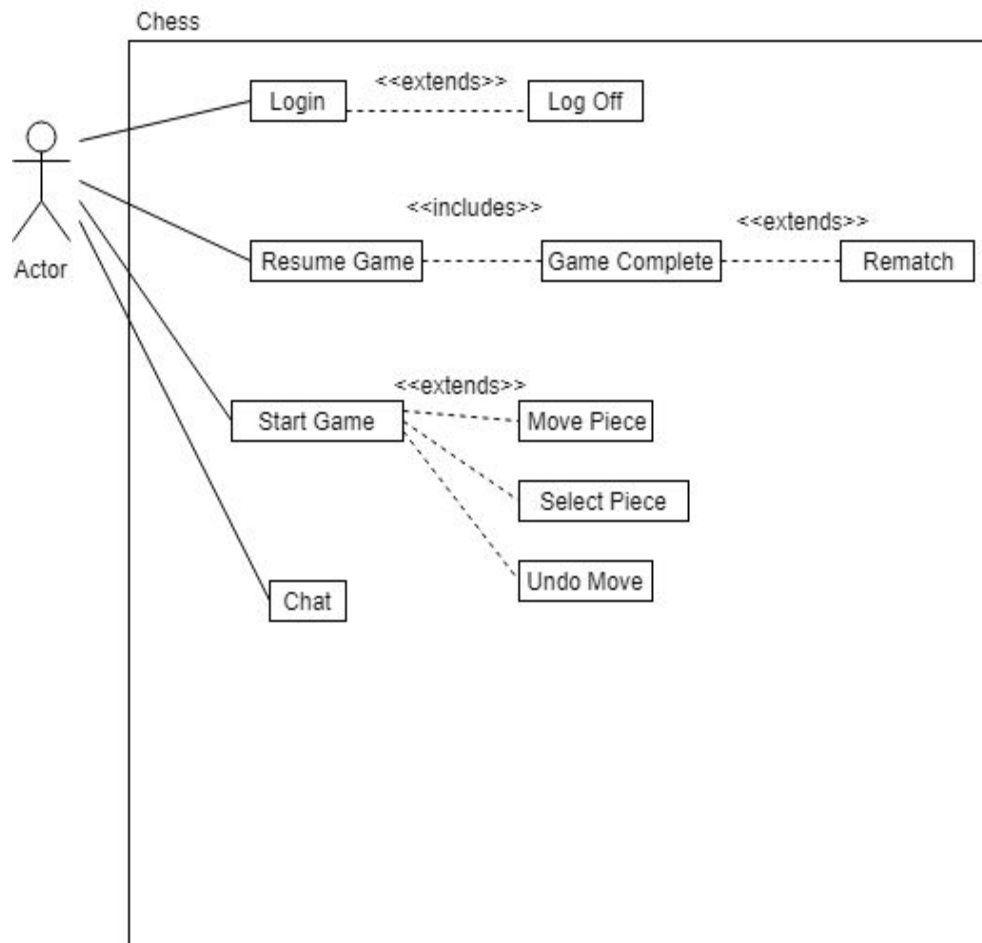 Chess
<<extends>>
Login
Log Off
Actor
<<includes>>
<<extends>>
Resume Game
Game Complete
Rematch
<<extends>>
Start Game
Move Piece
Select Piece
Undo Move
Chat